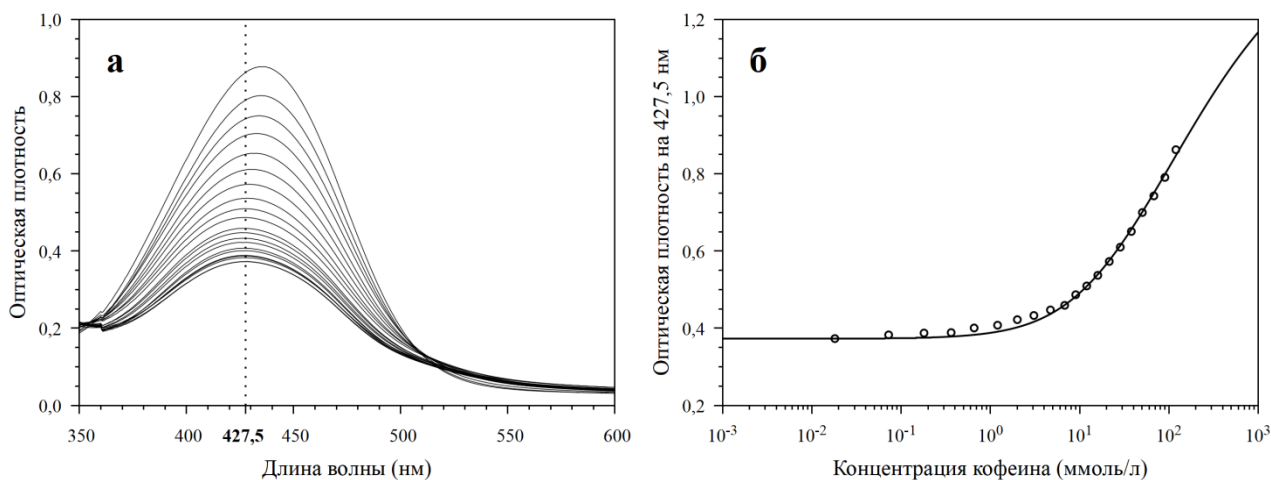 а
Оптическая плотность
1,0
0,8
0,6
0,4
0,2
0,0
350 400 427,5 450 500 550 600
Длина волны (нм)
б
Оптическая плотность на 427,5 нм
1,2
1,0
0,8
0,6
0,4
0,2
10-3 10-2 10-1 100 101 102 103
Концентрация кофеина (ммоль/л)